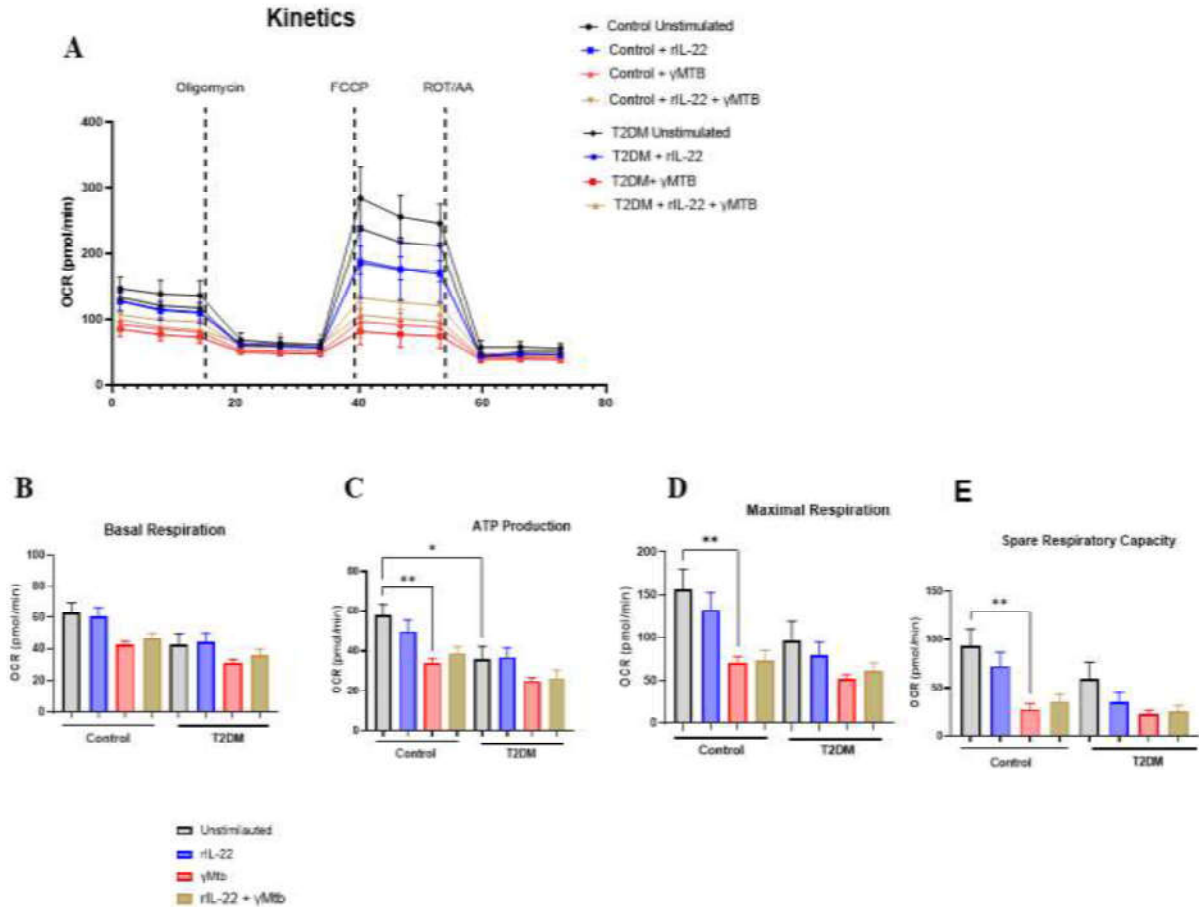 Kinetics
A
Control Unstimulated
Control + rIL-22
Control + γMTB
Control + rIL-22 + γMTB
T2DM Unstimulated
T2DM + rIL-22
T2DM+ γMTB
T2DM + rIL-22 + γMTB
Oligomycin
FCCP
ROT/AA
OCR (pmol/min)
400
300
200
100
0
0 20 40 60 80
B
Basal Respiration
OCR (pmol/min)
100
80
60
40
20
0
Control T2DM
C
ATP Production
OCR (pmol/min)
80
60
40
20
0
*
**
Control T2DM
D
Maximal Respiration
OCR (pmol/min)
200
150
100
50
0
**
Control T2DM
E
Spare Respiratory Capacity
OCR (pmol/min)
150
100
50
0
**
Control T2DM
Unstimlauted
rIL-22
γMtb
rIL-22 + γMtb